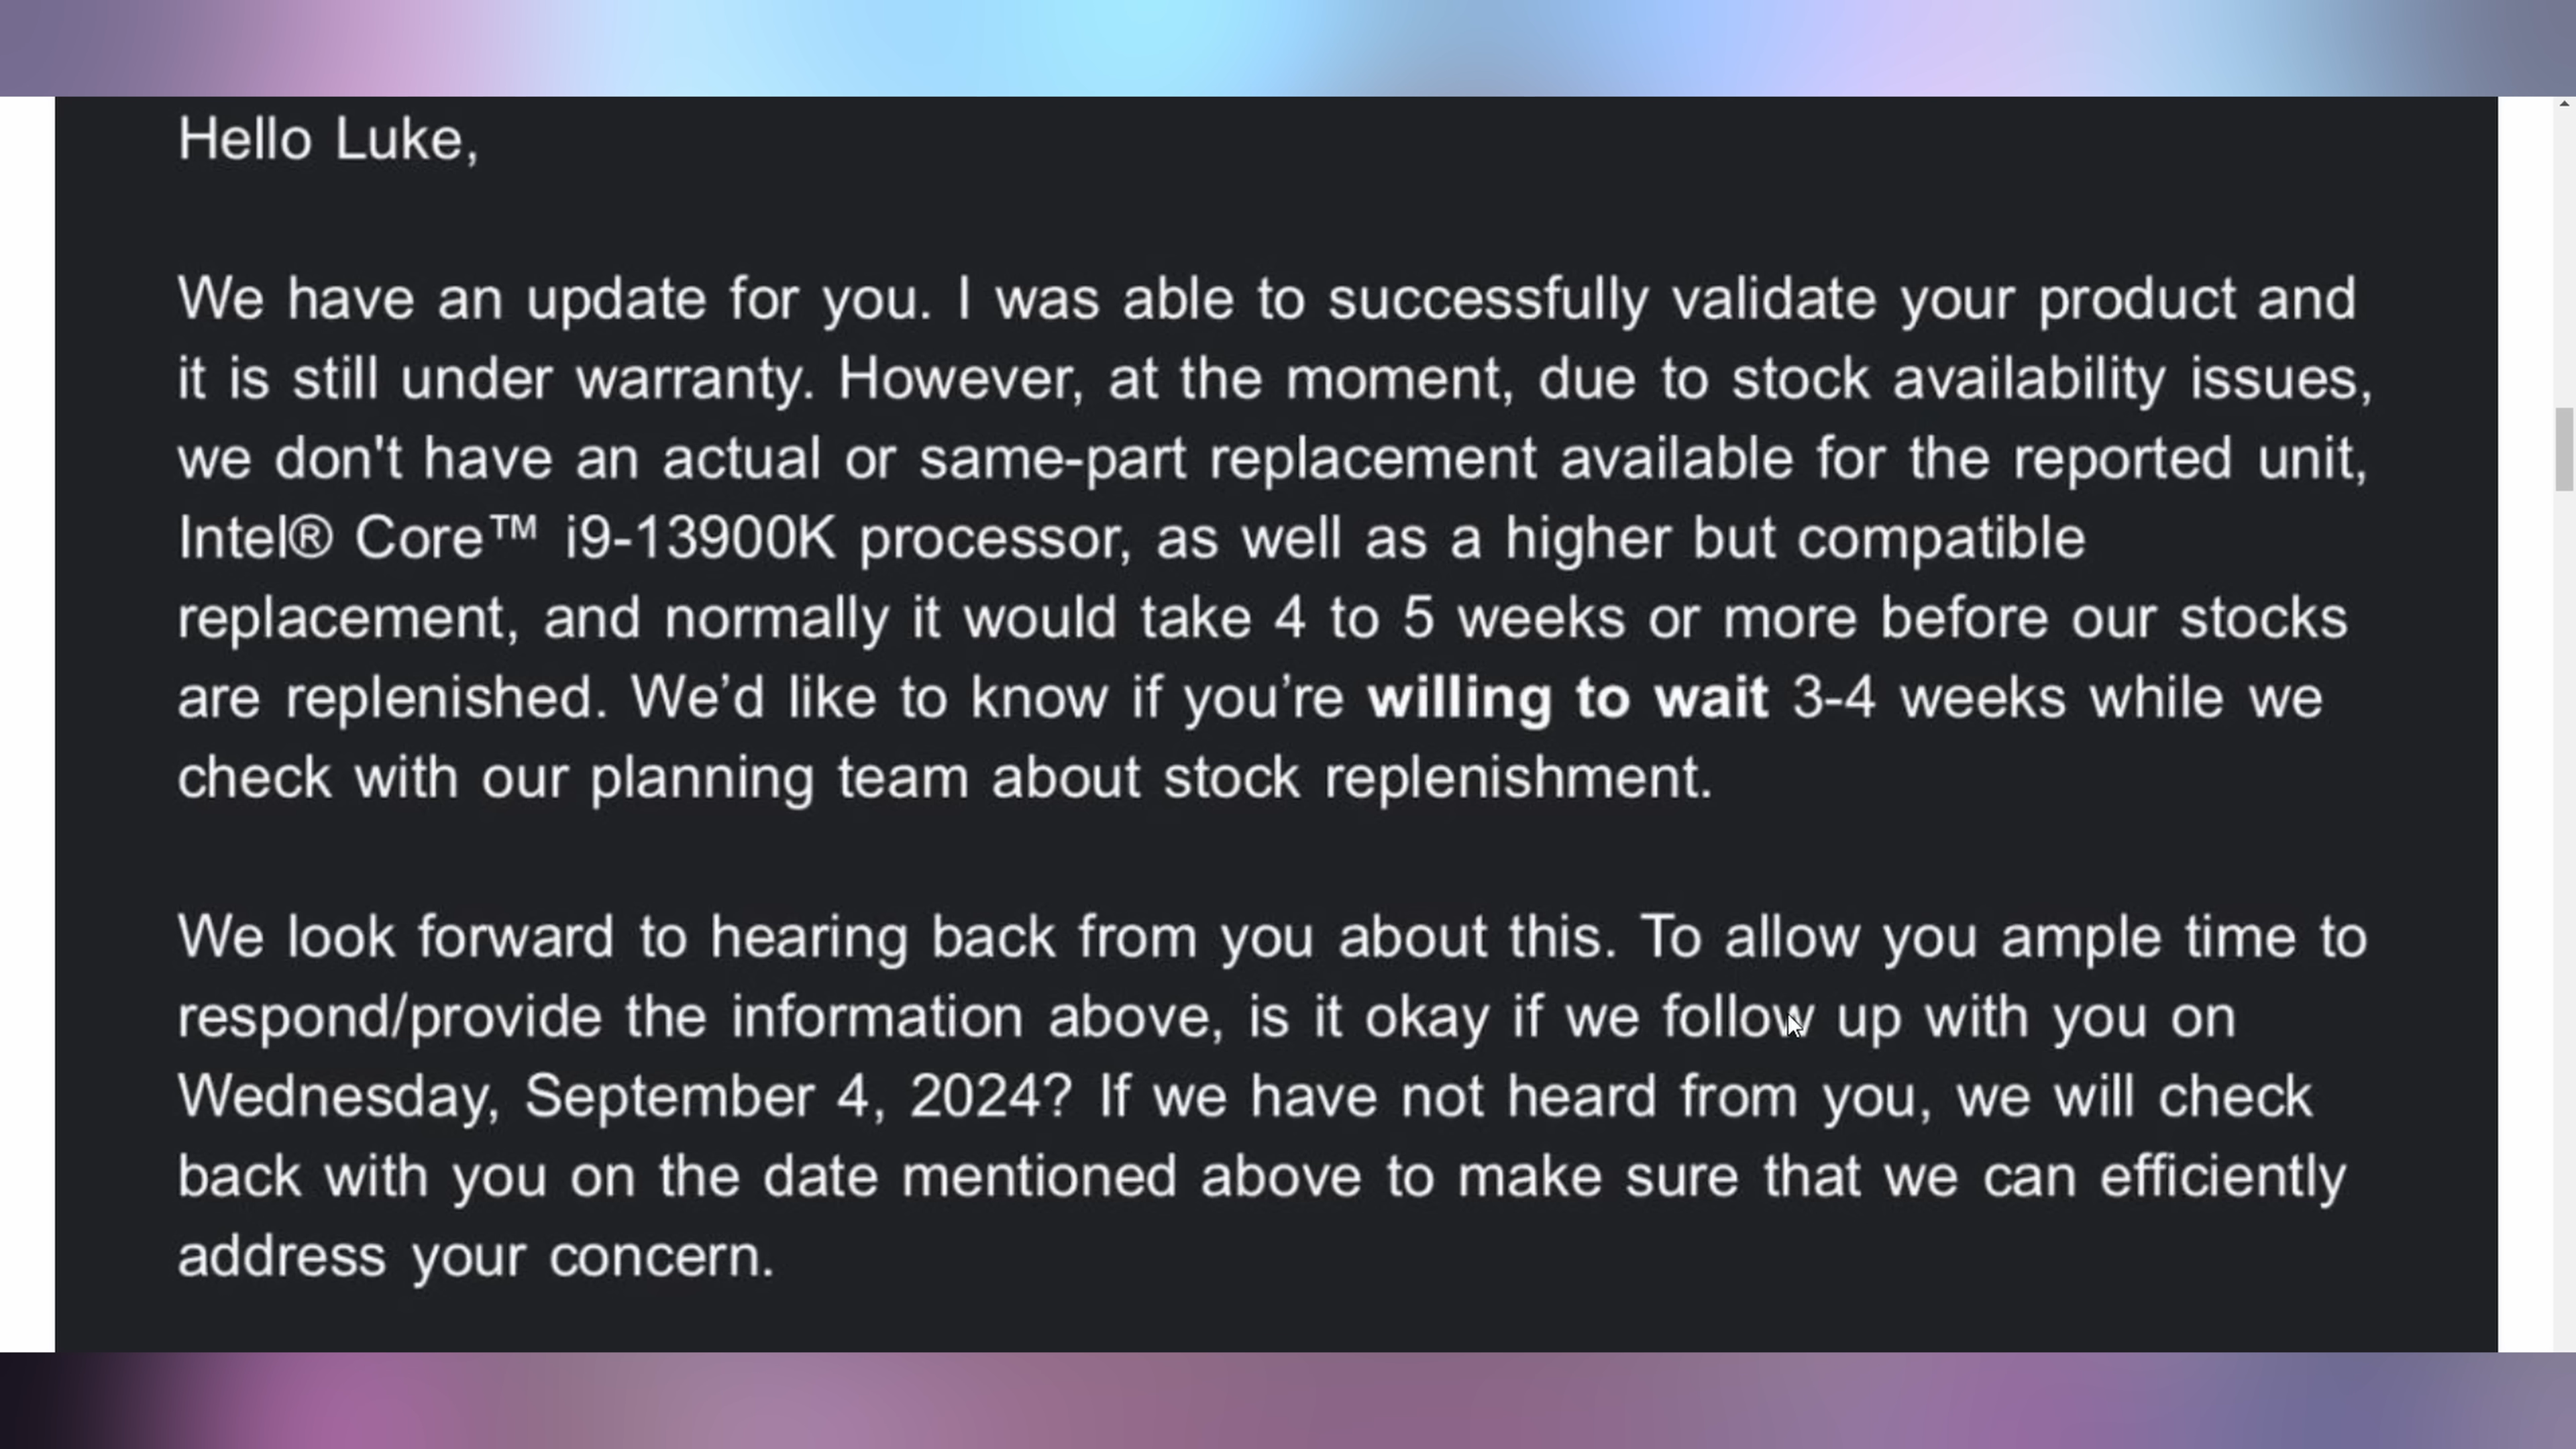 Hello Luke,
We have an update for you. I was able to successfully validate your product and
it is still under warranty. However, at the moment, due to stock availability issues,
we don't have an actual or same-part replacement available for the reported unit,
Intel® Core™ i9-13900K processor, as well as a higher but compatible
replacement, and normally it would take 4 to 5 weeks or more before our stocks
are replenished. We’d like to know if you’re willing to wait 3-4 weeks while we
check with our planning team about stock replenishment.
We look forward to hearing back from you about this. To allow you ample time to
respond/provide the information above, is it okay if we follow up with you on
Wednesday, September 4, 2024? If we have not heard from you, we will check
back with you on the date mentioned above to make sure that we can efficiently
address your concern.